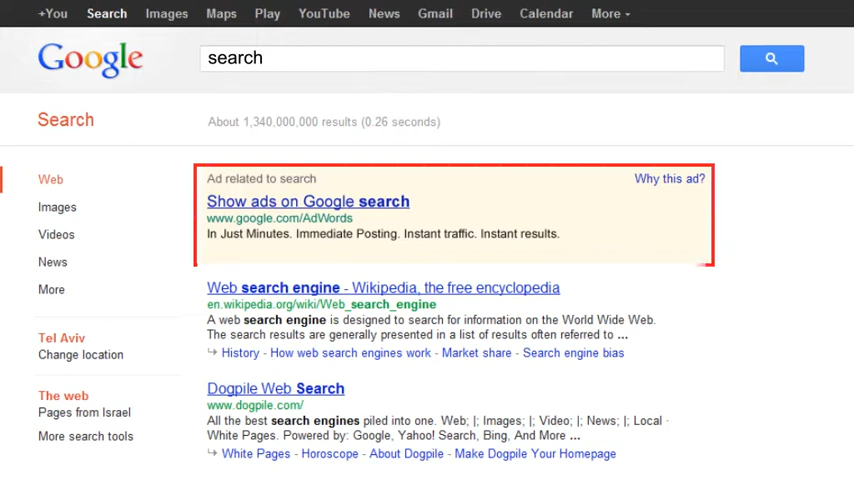 +You Search Images Maps Play YouTube News Gmail Drive Calendar More
Google
search
Search
About 1,340,000,000 results (0.26 seconds)
Web
Images
Videos
News
More
Tel Aviv
Change location
The web
Pages from Israel
More search tools
Ad related to search
Why this ad?
Show ads on Google search
www.google.com/AdWords
In Just Minutes. Immediate Posting. Instant traffic. Instant results.
Web search engine - Wikipedia, the free encyclopedia
en.wikipedia.org/wiki/Web_search_engine
A web search engine is designed to search for information on the World Wide Web.
The search results are generally presented in a list of results often referred to ...
History - How web search engines work - Market share - Search engine bias
Dogpile Web Search
www.dogpile.com/
All the best search engines piled into one. Web; |; Images; |; Video; |; News; |; Local ·
White Pages. Powered by: Google, Yahoo! Search, Bing, And More ...
White Pages - Horoscope - About Dogpile - Make Dogpile Your Homepage